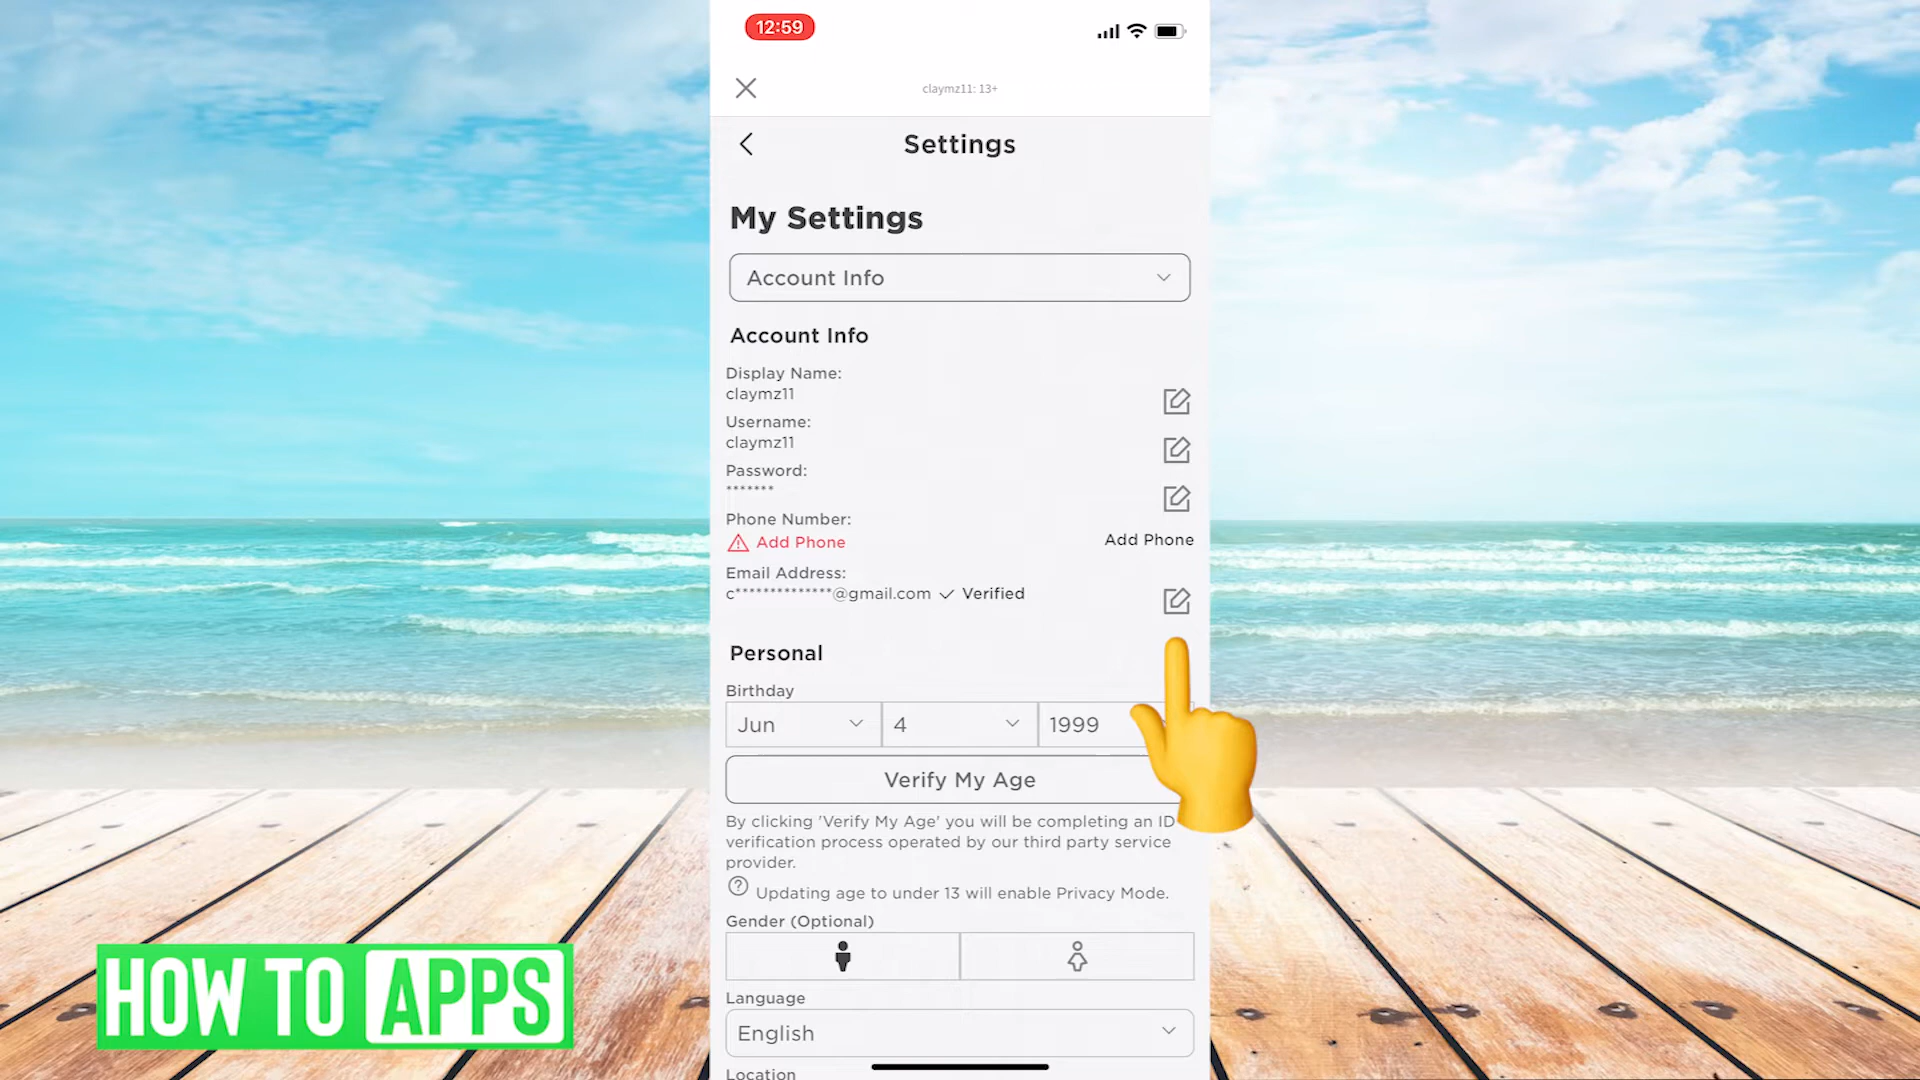 12:59
claymz11: 13+
Settings
My Settings
Account Info
Account Info
Display Name:
claymz11
Username:
claymz11
Password:
*******
Phone Number:
Add Phone
Add Phone
Email Address:
c**************@gmail.com ✓ Verified
Personal
Birthday
Jun 4 1999
Verify My Age
By clicking 'Verify My Age' you will be completing an ID
verification process operated by our third party service
provider.
Updating age to under 13 will enable Privacy Mode.
Gender (Optional)
Language
English
Location
HOW TO APPS